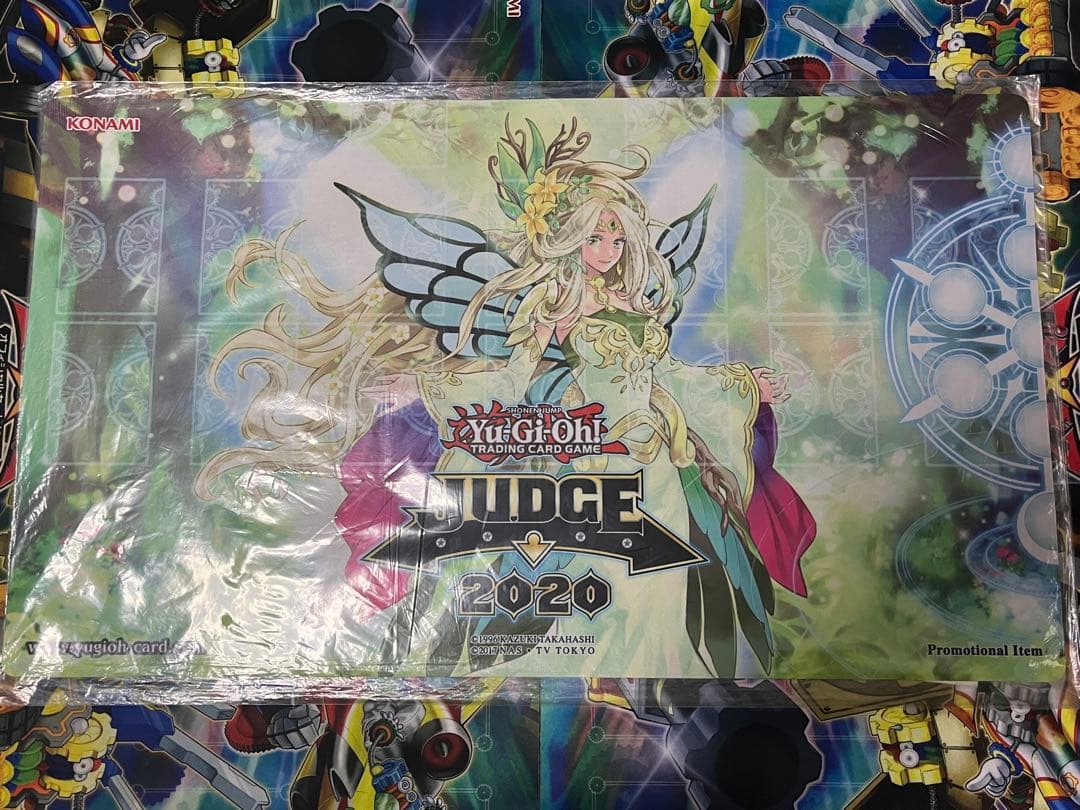 KONAMI
SHONEN JUMP
Yu-Gi-Oh!
TRADING CARD GAME
JUDGE
2020
©1996 KAZUKI TAKAHASHI
©2017 NAS • TV TOKYO
Promotional Item